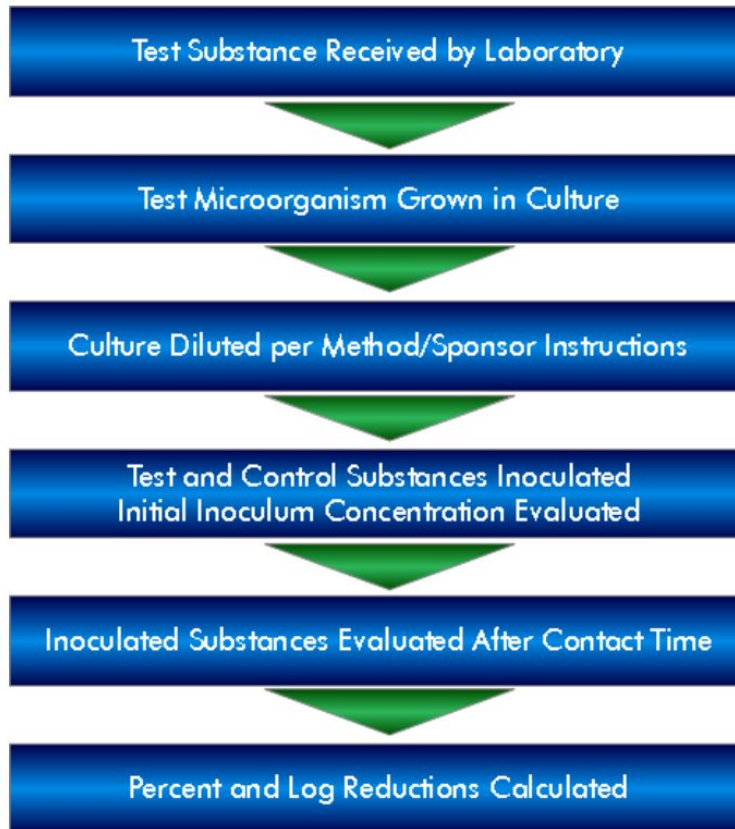 Test Substance Received by Laboratory
Test Microorganism Grown in Culture
Culture Diluted per Method/Sponsor Instructions
Test and Control Substances Inoculated
Initial Inoculum Concentration Evaluated
Inoculated Substances Evaluated After Contact Time
Percent and Log Reductions Calculated